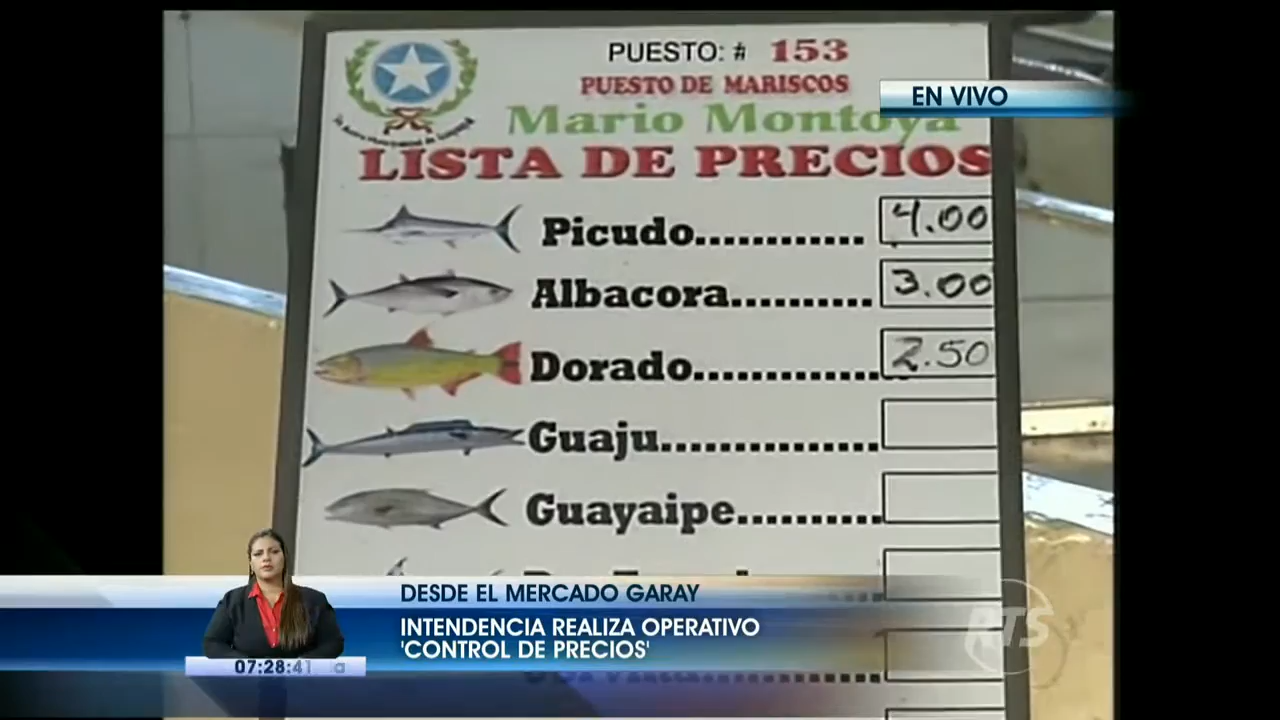 PUESTO: # 153
PUESTO DE MARISCOS
EN VIVO
Mario Montoya
LISTA DE PRECIOS
Picudo............ 4.00
Albacora.......... 3.00
Dorado............... 2.50
Guaju...............
Guayaipe..........
DESDE EL MERCADO GARAY
INTENDENCIA REALIZA OPERATIVO
'CONTROL DE PRECIOS'
07:28:41
RTS